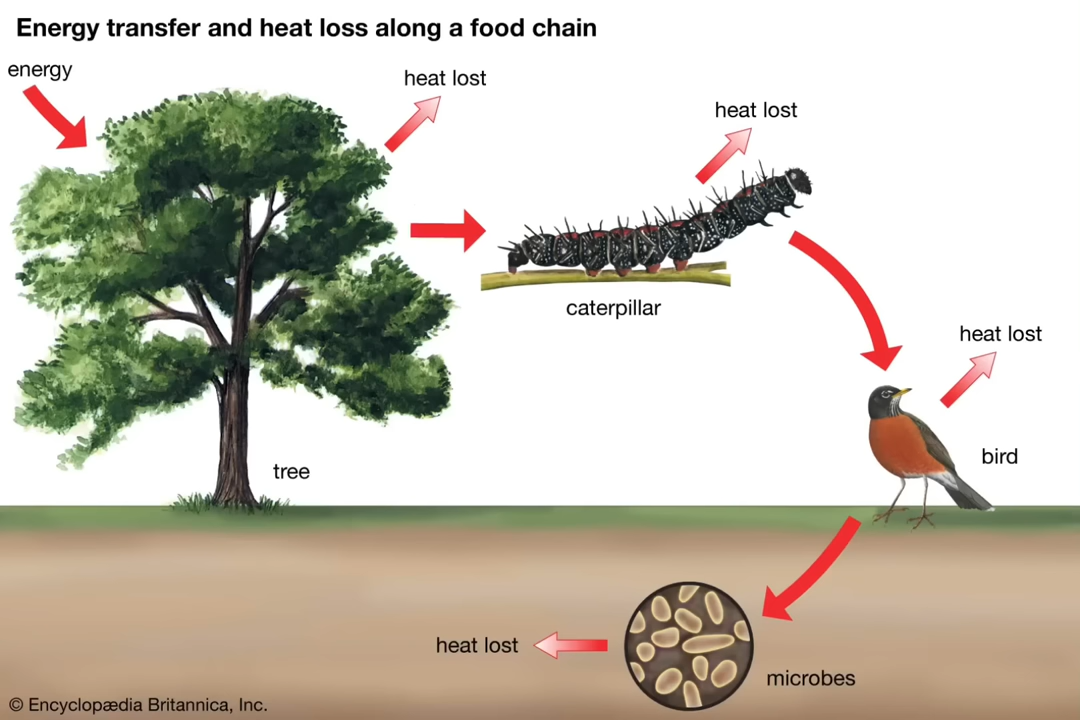 Energy transfer and heat loss along a food chain
energy
heat lost
heat lost
caterpillar
heat lost
bird
tree
heat lost
microbes
© Encyclopædia Britannica, Inc.